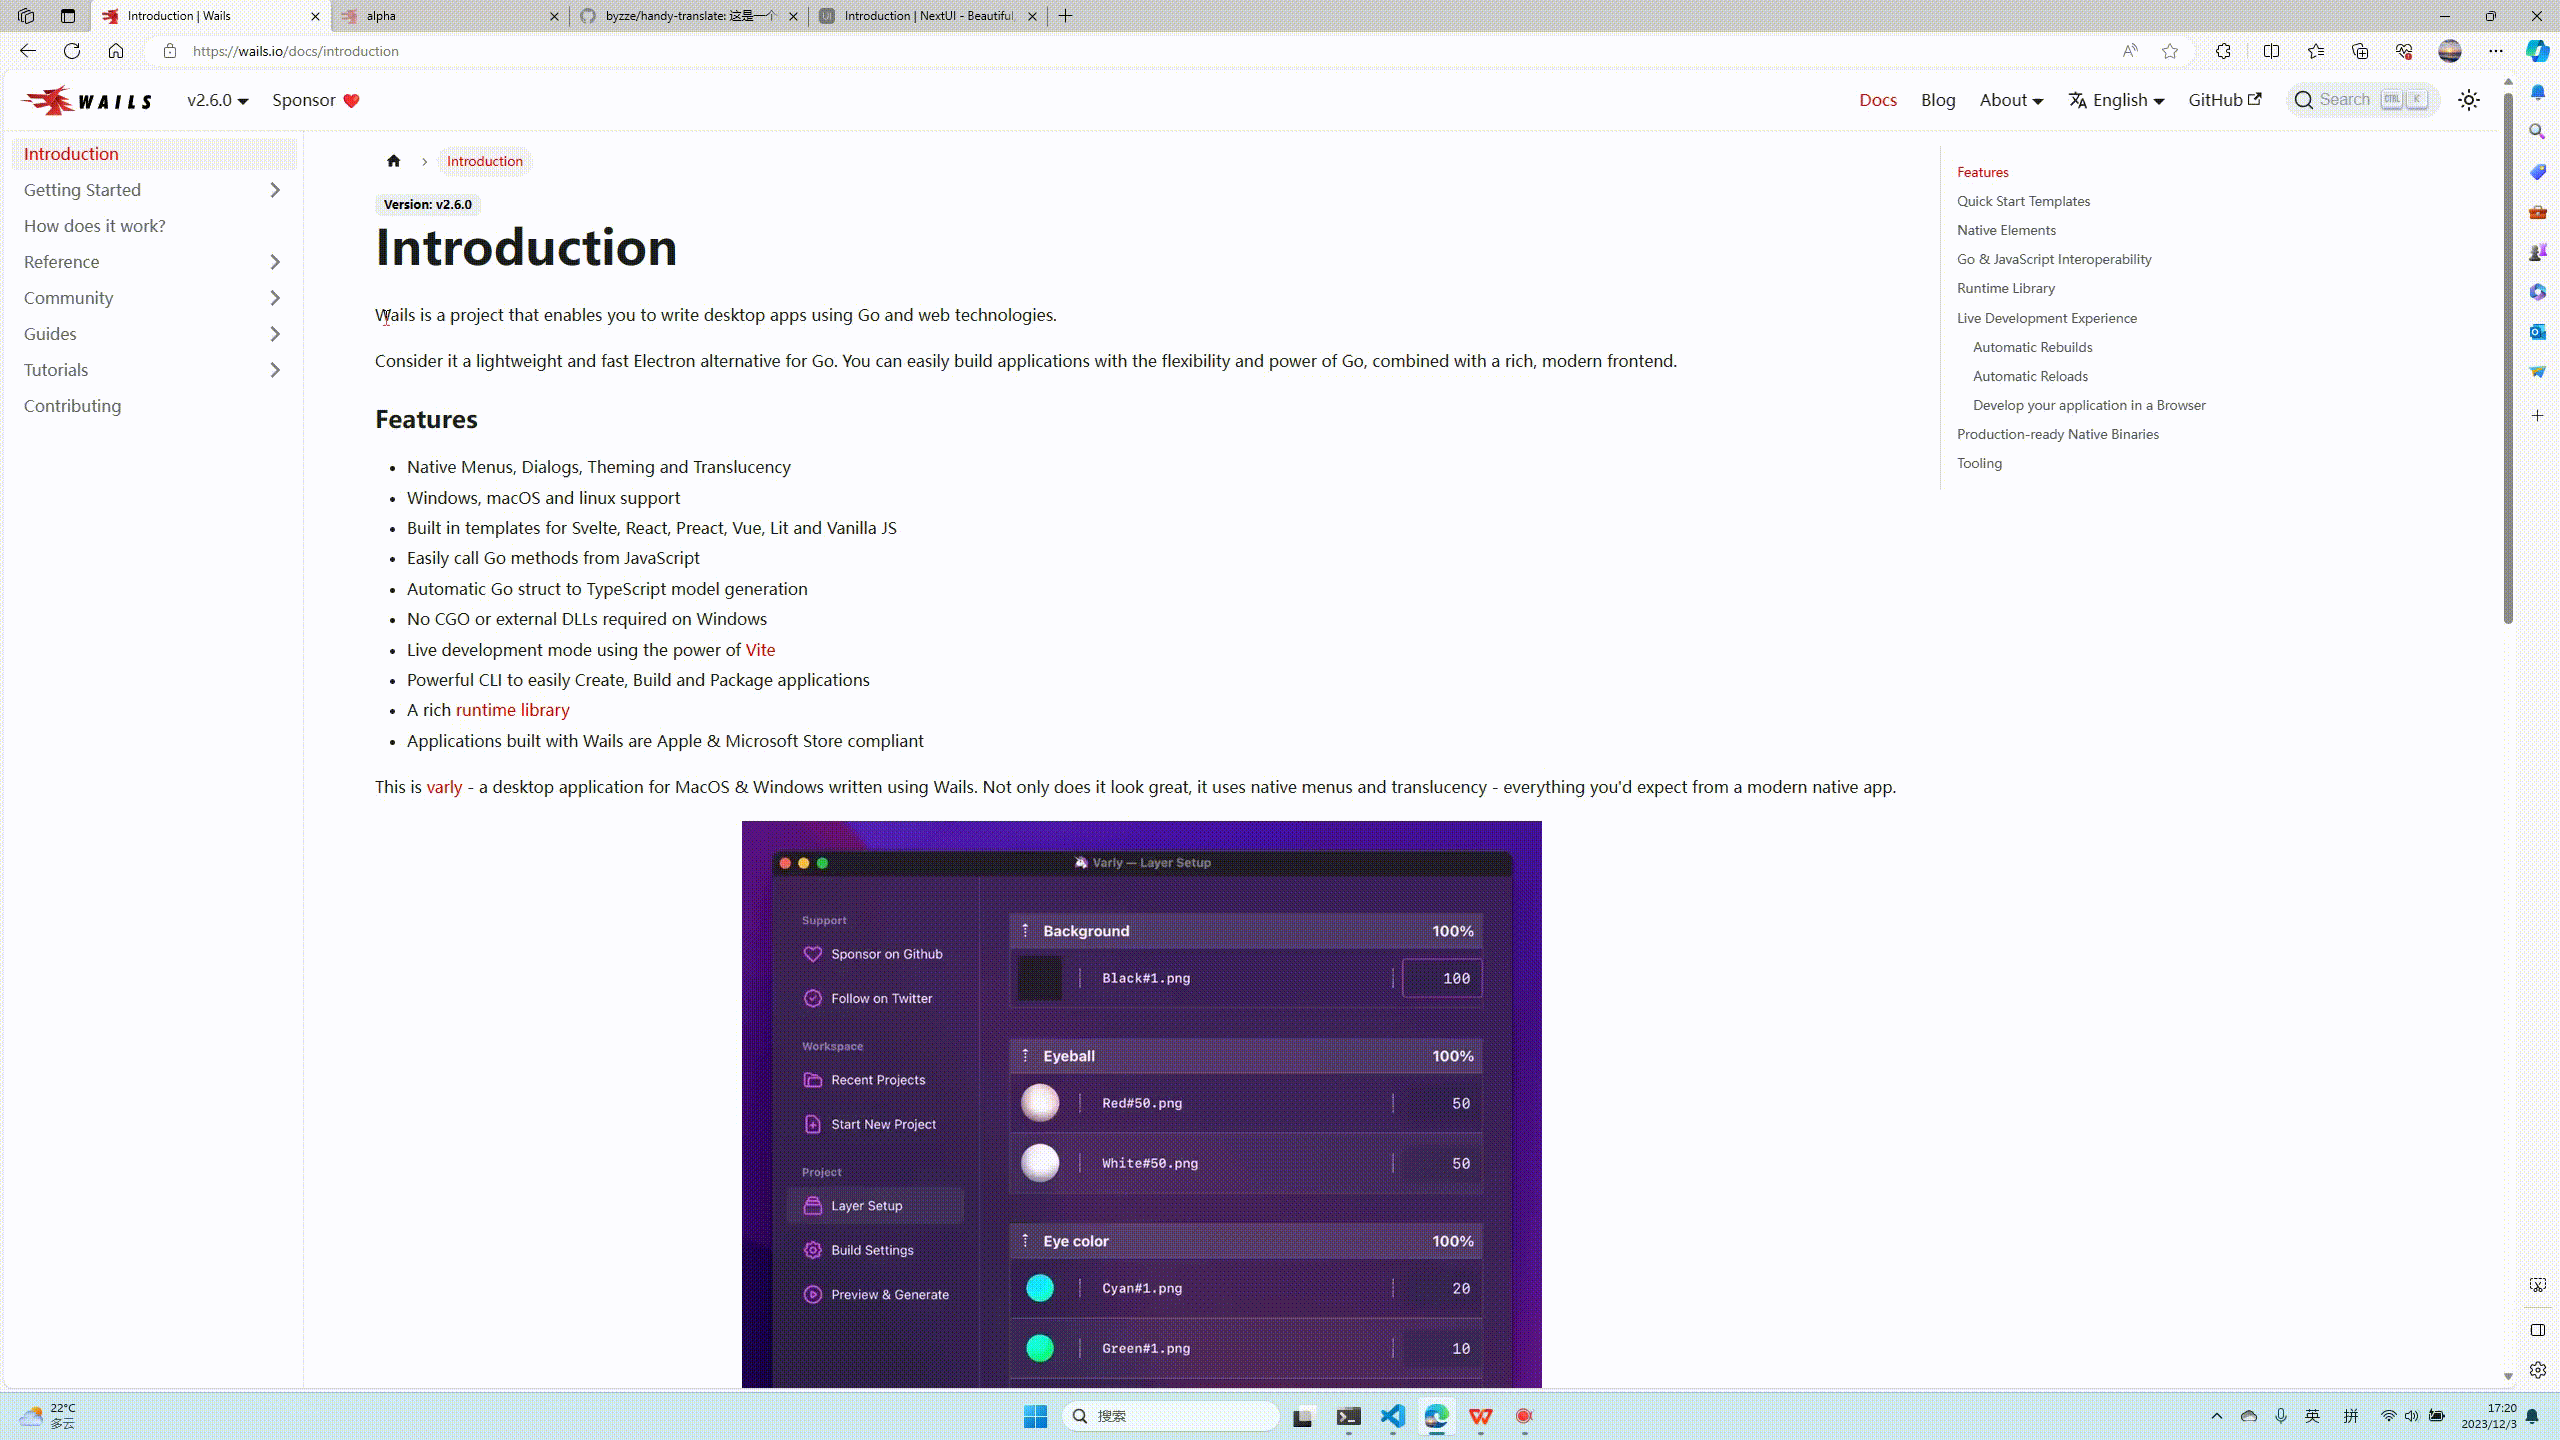 Introduction | Wails
alpha
byzze/handy-translate: 这是一个
Introduction | NextUI - Beautiful,
https://wails.io/docs/introduction
WAILS
v2.6.0
Sponsor
Docs
Blog
About
English
GitHub
Search
CTRL K
Introduction
Getting Started
How does it work?
Reference
Community
Guides
Tutorials
Contributing
Introduction
Version: v2.6.0
Introduction
Wails is a project that enables you to write desktop apps using Go and web technologies.
Consider it a lightweight and fast Electron alternative for Go. You can easily build applications with the flexibility and power of Go, combined with a rich, modern frontend.
Features
Native Menus, Dialogs, Theming and Translucency
Windows, macOS and linux support
Built in templates for Svelte, React, Preact, Vue, Lit and Vanilla JS
Easily call Go methods from JavaScript
Automatic Go struct to TypeScript model generation
No CGO or external DLLs required on Windows
Live development mode using the power of Vite
Powerful CLI to easily Create, Build and Package applications
A rich runtime library
Applications built with Wails are Apple & Microsoft Store compliant
This is varly - a desktop application for MacOS & Windows written using Wails. Not only does it look great, it uses native menus and translucency - everything you'd expect from a modern native app.
Varly — Layer Setup
Support
Sponsor on Github
Follow on Twitter
Workspace
Recent Projects
Start New Project
Project
Layer Setup
Build Settings
Preview & Generate
Background 100%
Black#1.png 100
Eyeball 100%
Red#50.png 50
White#50.png 50
Eye color 100%
Cyan#1.png 20
Green#1.png 10
Features
Quick Start Templates
Native Elements
Go & JavaScript Interoperability
Runtime Library
Live Development Experience
Automatic Rebuilds
Automatic Reloads
Develop your application in a Browser
Production-ready Native Binaries
Tooling
22°C
多云
搜索
英
拼
17:20
2023/12/3